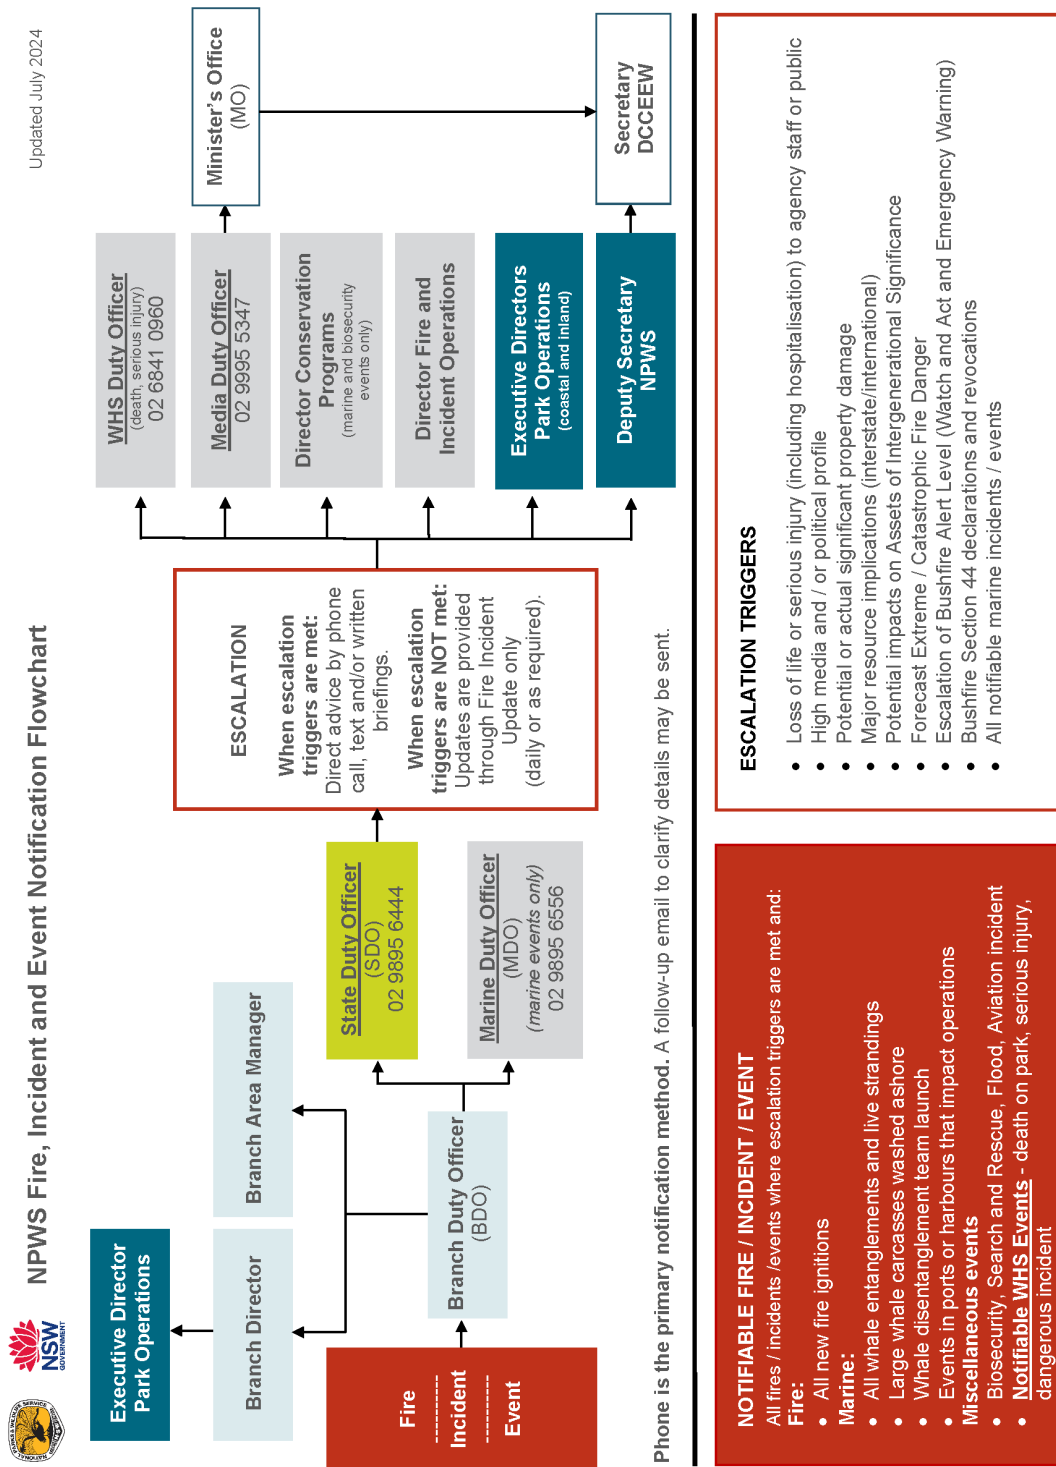 NPWS Fire, Incident and Event Notification Flowchart
Updated July 2024
NATIONAL PARKS & WILDLIFE SERVICE
NSW
GOVERNMENT
Executive Director
Park Operations
Branch Director
Branch Area Manager
Fire
Incident
Event
Branch Duty Officer
(BDO)
State Duty Officer
(SDO)
02 9895 6444
Marine Duty Officer
(MDO)
(marine events only)
02 9895 6556
ESCALATION
When escalation
triggers are met:
Direct advice by phone
call, text and/or written
briefings.
When escalation
triggers are NOT met:
Updates are provided
through Fire Incident
Update only
(daily or as required).
WHS Duty Officer
(death, serious injury)
02 6841 0960
Media Duty Officer
02 9995 5347
Director Conservation
Programs
(marine and biosecurity
events only)
Director Fire and
Incident Operations
Executive Directors
Park Operations
(coastal and inland)
Deputy Secretary
NPWS
Minister's Office
(MO)
Secretary
DCCEEW
Phone is the primary notification method. A follow-up email to clarify details may be sent.
NOTIFIABLE FIRE / INCIDENT / EVENT
All fires / incidents /events where escalation triggers are met and:
Fire:
• All new fire ignitions
Marine:
• All whale entanglements and live strandings
• Large whale carcasses washed ashore
• Whale disentanglement team launch
• Events in ports or harbours that impact operations
Miscellaneous events
• Biosecurity, Search and Rescue, Flood, Aviation incident
• Notifiable WHS Events - death on park, serious injury,
dangerous incident
ESCALATION TRIGGERS
• Loss of life or serious injury (including hospitalisation) to agency staff or public
• High media and / or political profile
• Potential or actual significant property damage
• Major resource implications (interstate/international)
• Potential impacts on Assets of Intergenerational Significance
• Forecast Extreme / Catastrophic Fire Danger
• Escalation of Bushfire Alert Level (Watch and Act and Emergency Warning)
• Bushfire Section 44 declarations and revocations
• All notifiable marine incidents / events